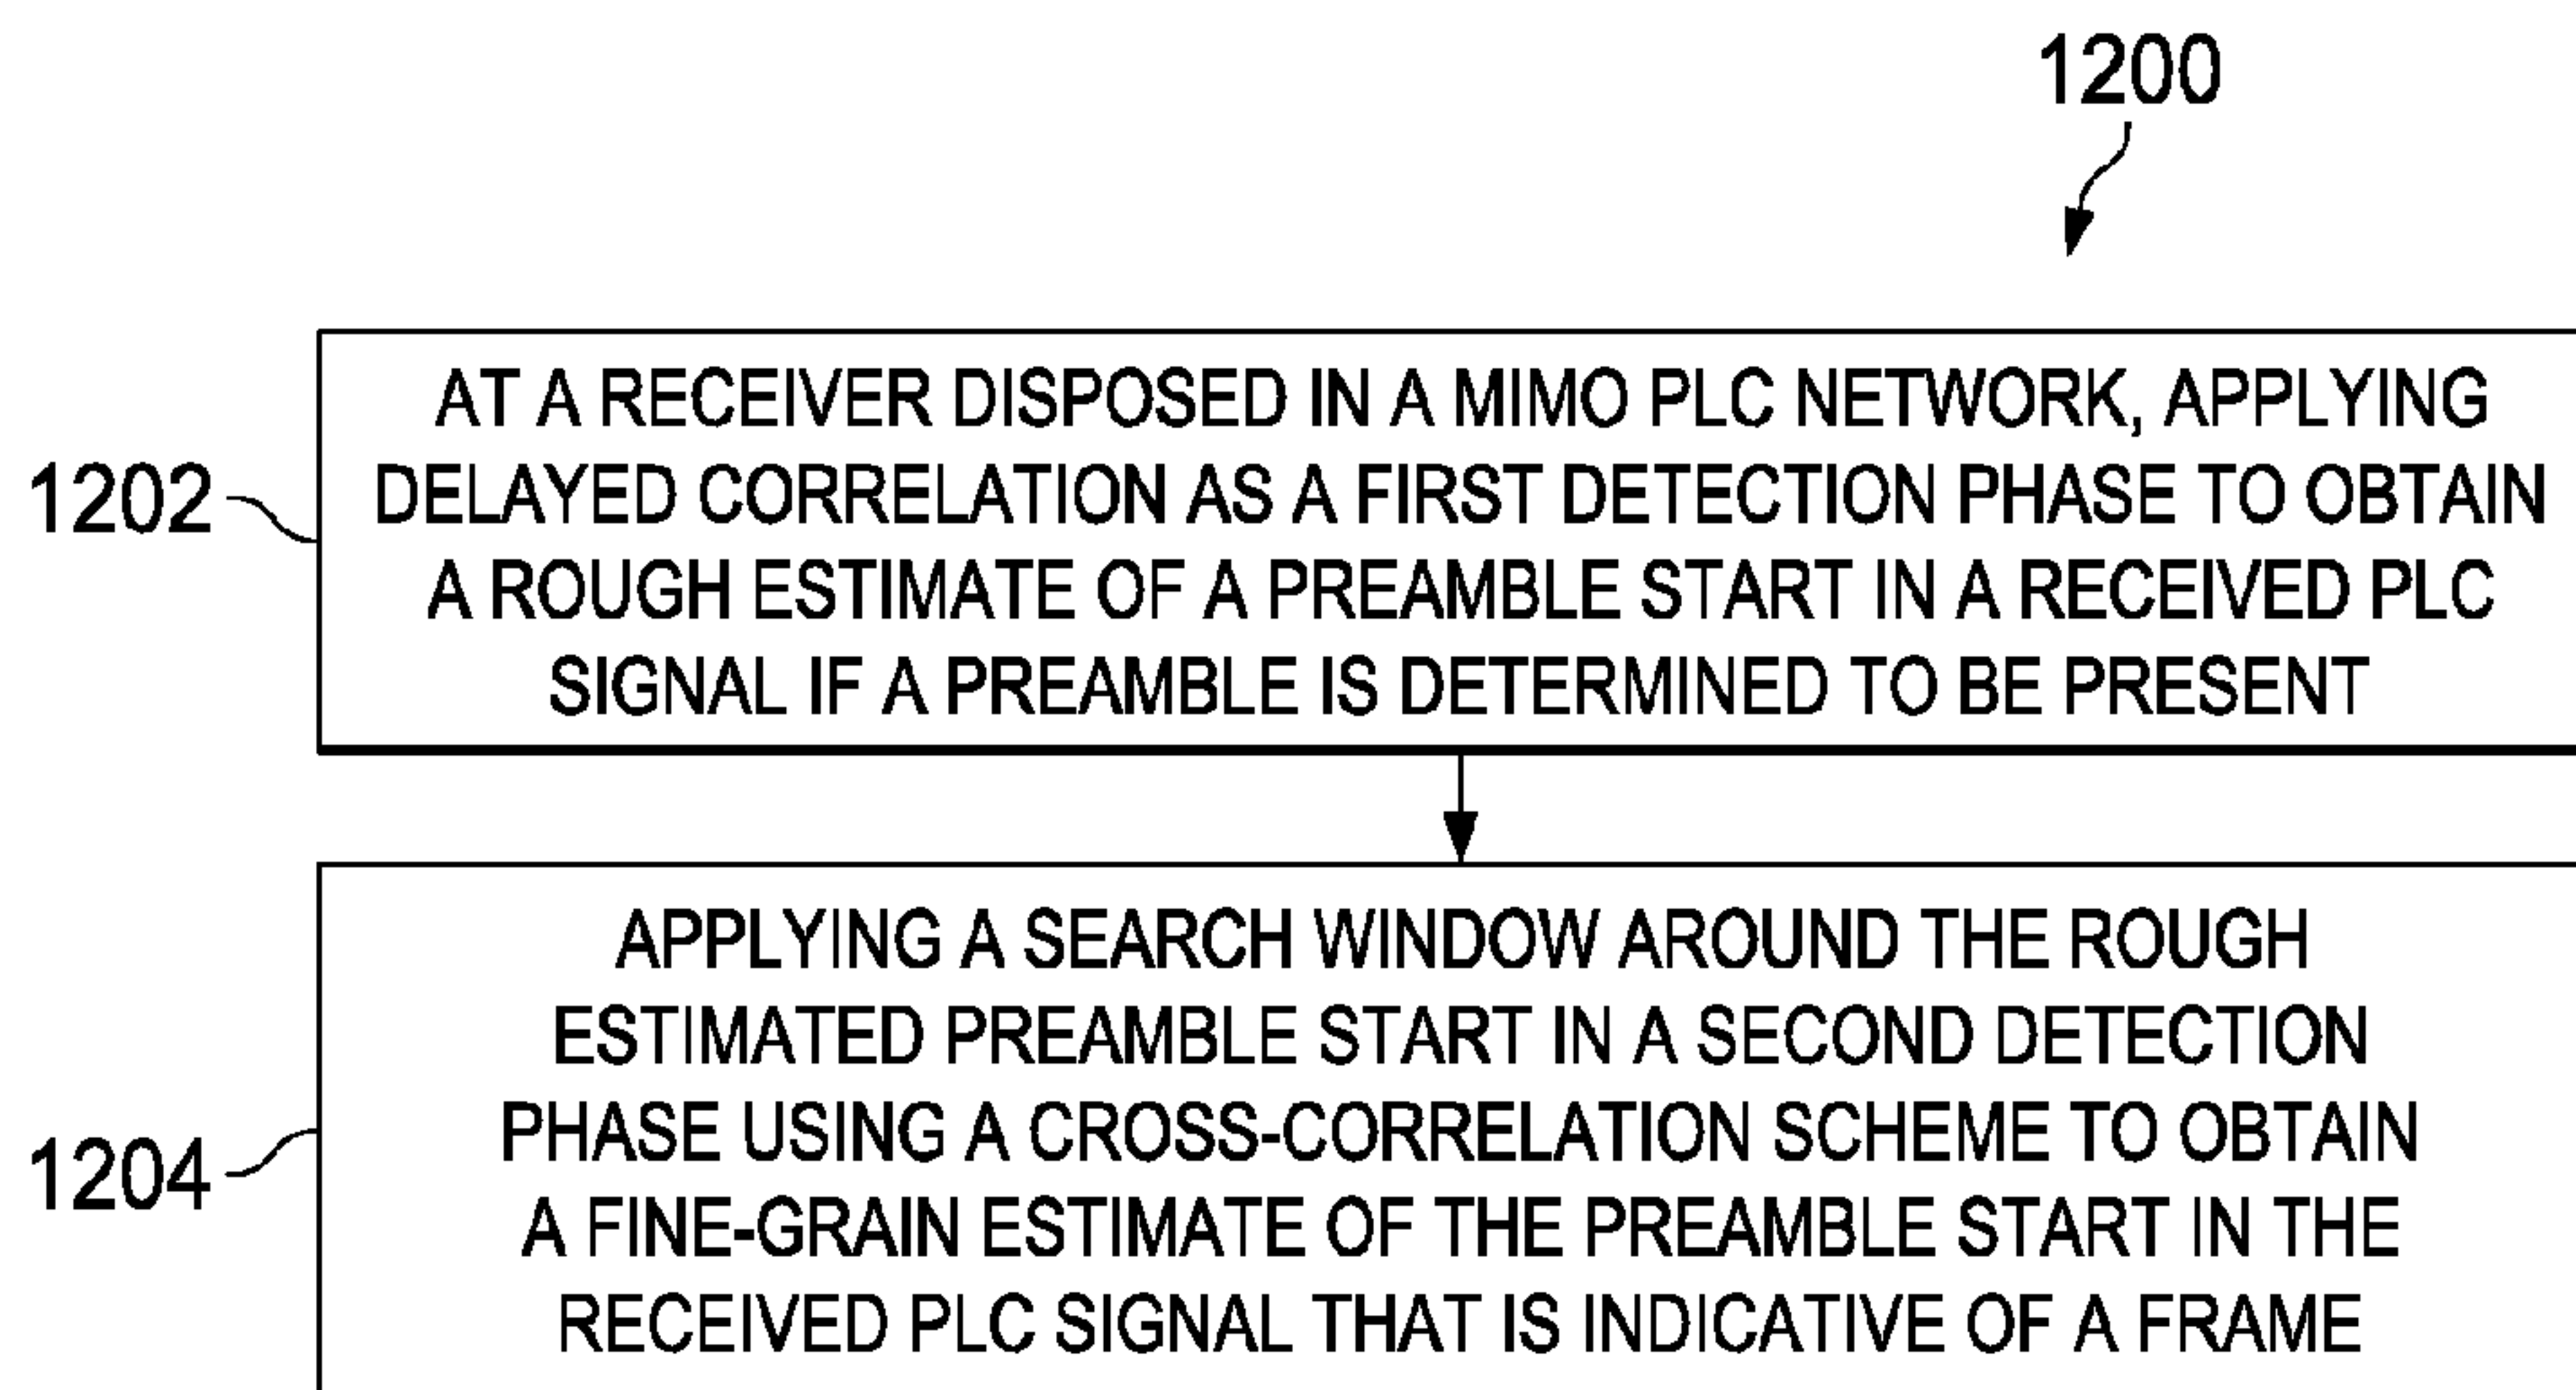 1200
1202
AT A RECEIVER DISPOSED IN A MIMO PLC NETWORK, APPLYING
DELAYED CORRELATION AS A FIRST DETECTION PHASE TO OBTAIN
A ROUGH ESTIMATE OF A PREAMBLE START IN A RECEIVED PLC
SIGNAL IF A PREAMBLE IS DETERMINED TO BE PRESENT
1204
APPLYING A SEARCH WINDOW AROUND THE ROUGH
ESTIMATED PREAMBLE START IN A SECOND DETECTION
PHASE USING A CROSS-CORRELATION SCHEME TO OBTAIN
A FINE-GRAIN ESTIMATE OF THE PREAMBLE START IN THE
RECEIVED PLC SIGNAL THAT IS INDICATIVE OF A FRAME